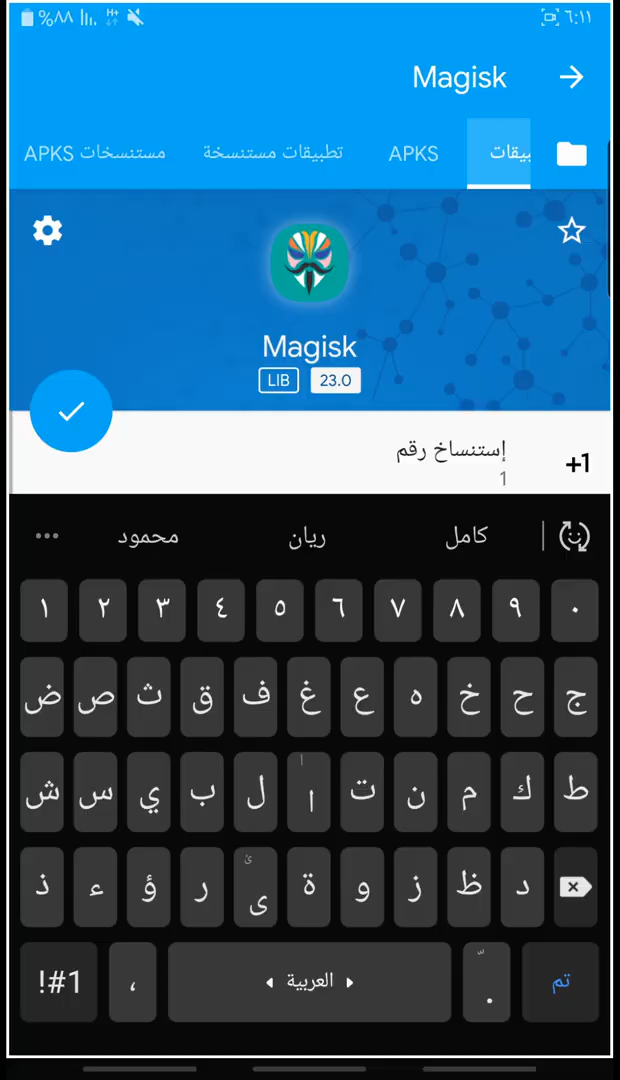 ٦:١١ H+ %٨٨
Magisk
بيقات APKS تطبيقات مستنسخة مستنسخات APKS
Magisk
LIB 23.0
إستنساخ رقم
+1
1
كامل ريان محمود
١ ٢ ٣ ٤ ٥ ٦ ٧ ٨ ٩ ٠
ض ص ث ق ف غ ع ه خ ح ج
ش س ي ب ل ا ت ن م ك ط
ذ ء ؤ ر ى ة و ز ظ د
!#1 ، العربية . تم